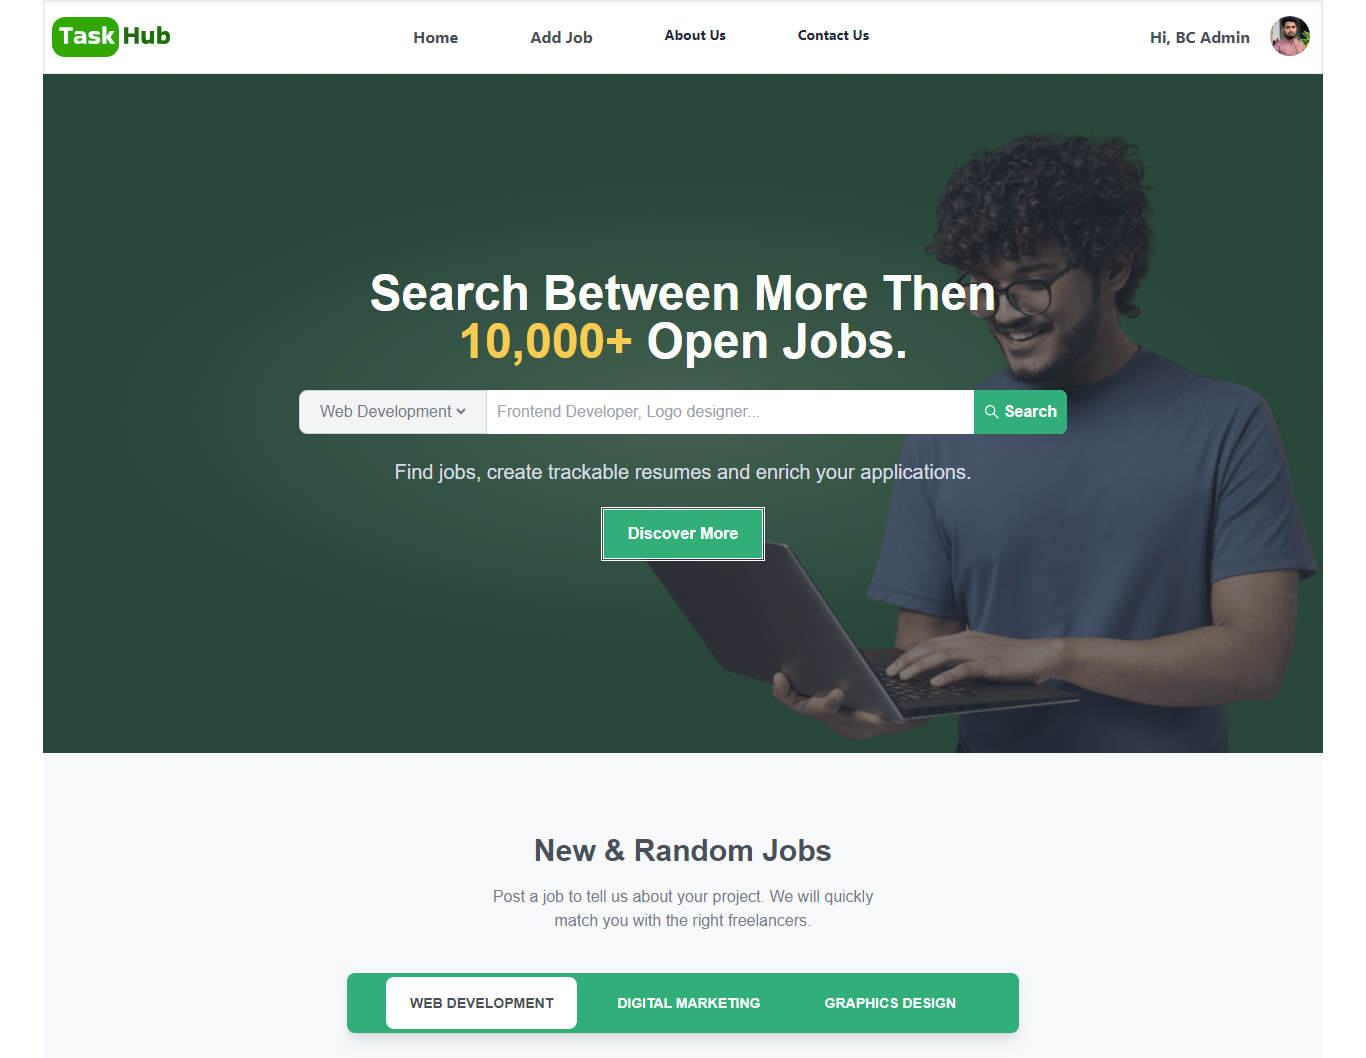 Task Hub
Home
Add Job
About Us
Contact Us
Hi, BC Admin
Search Between More Then
10,000+ Open Jobs.
Web Development
Frontend Developer, Logo designer...
Search
Find jobs, create trackable resumes and enrich your applications.
Discover More
New & Random Jobs
Post a job to tell us about your project. We will quickly
match you with the right freelancers.
WEB DEVELOPMENT
DIGITAL MARKETING
GRAPHICS DESIGN